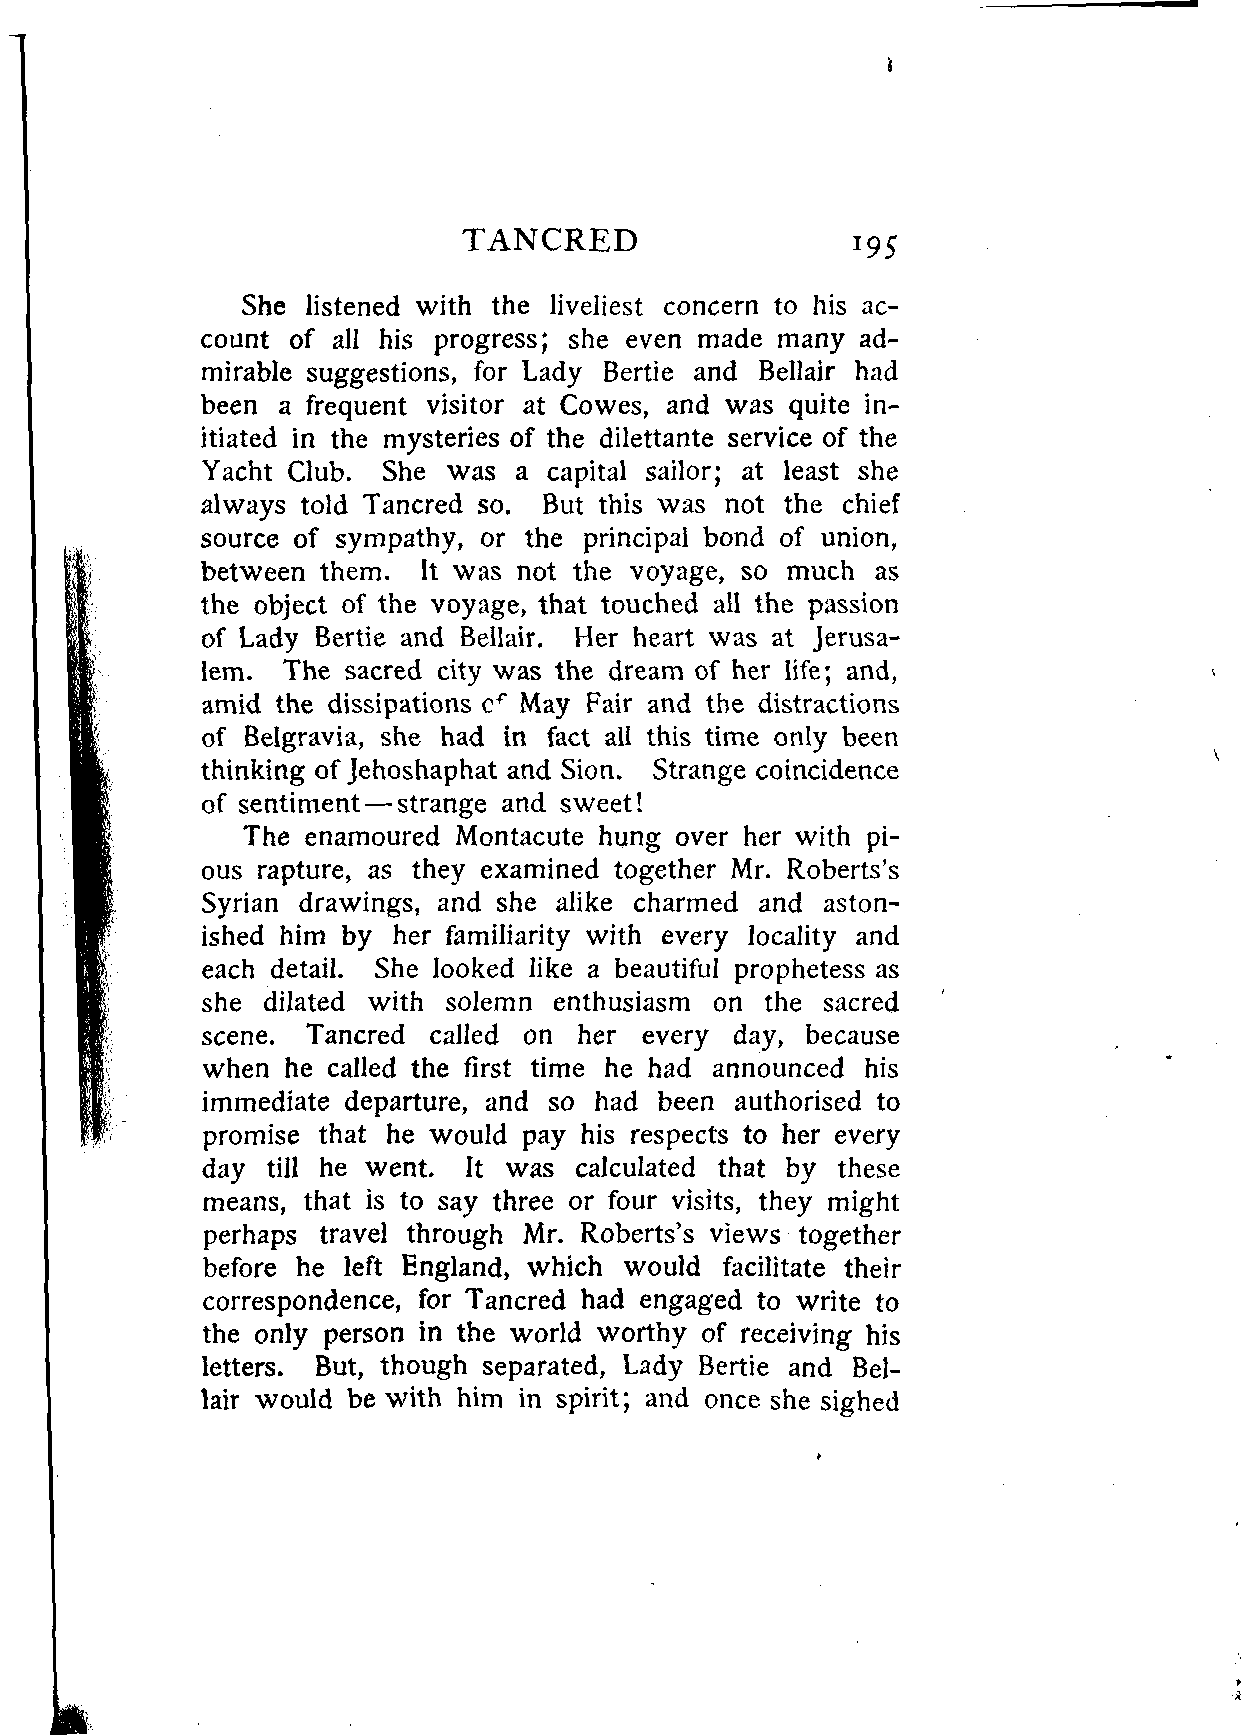 TANCRED 195
She listened with the liveliest concern to his ac-
count of all his progress; she even made many ad-
mirable suggestions, for Lady Bertie and Bellair had
been a frequent visitor at Cowes, and was quite in-
itiated in the mysteries of the dilettante service of the
Yacht Club. She was a capital sailor; at least she
always told Tancred so. But this was not the chief
source of sympathy, or the principal bond of union,
between them. It was not the voyage, so much as
the object of the voyage, that touched all the passion
of Lady Bertie and Bellair. Her heart was at Jerusa-
lem. The sacred city was the dream of her life; and,
amid the dissipations of May Fair and the distractions
of Belgravia, she had in fact all this time only been
thinking of Jehoshaphat and Sion. Strange coincidence
of sentiment—strange and sweet!
The enamoured Montacute hung over her with pi-
ous rapture, as they examined together Mr. Roberts's
Syrian drawings, and she alike charmed and aston-
ished him by her familiarity with every locality and
each detail. She looked like a beautiful prophetess as
she dilated with solemn enthusiasm on the sacred
scene. Tancred called on her every day, because
when he called the first time he had announced his
immediate departure, and so had been authorised to
promise that he would pay his respects to her every
day till he went. It was calculated that by these
means, that is to say three or four visits, they might
perhaps travel through Mr. Roberts's views together
before he left England, which would facilitate their
correspondence, for Tancred had engaged to write to
the only person in the world worthy of receiving his
letters. But, though separated, Lady Bertie and Bel-
lair would be with him in spirit; and once she sighed